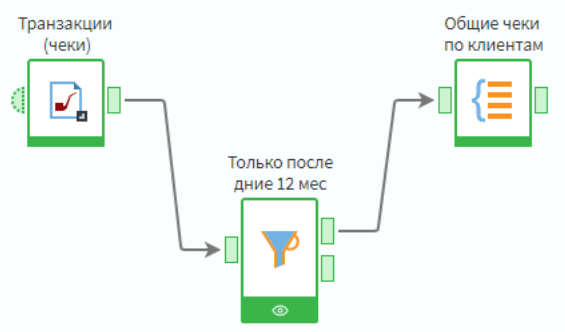 Транзакции
(чеки)
Общие чеки
по клиентам
Только после
дние 12 мес